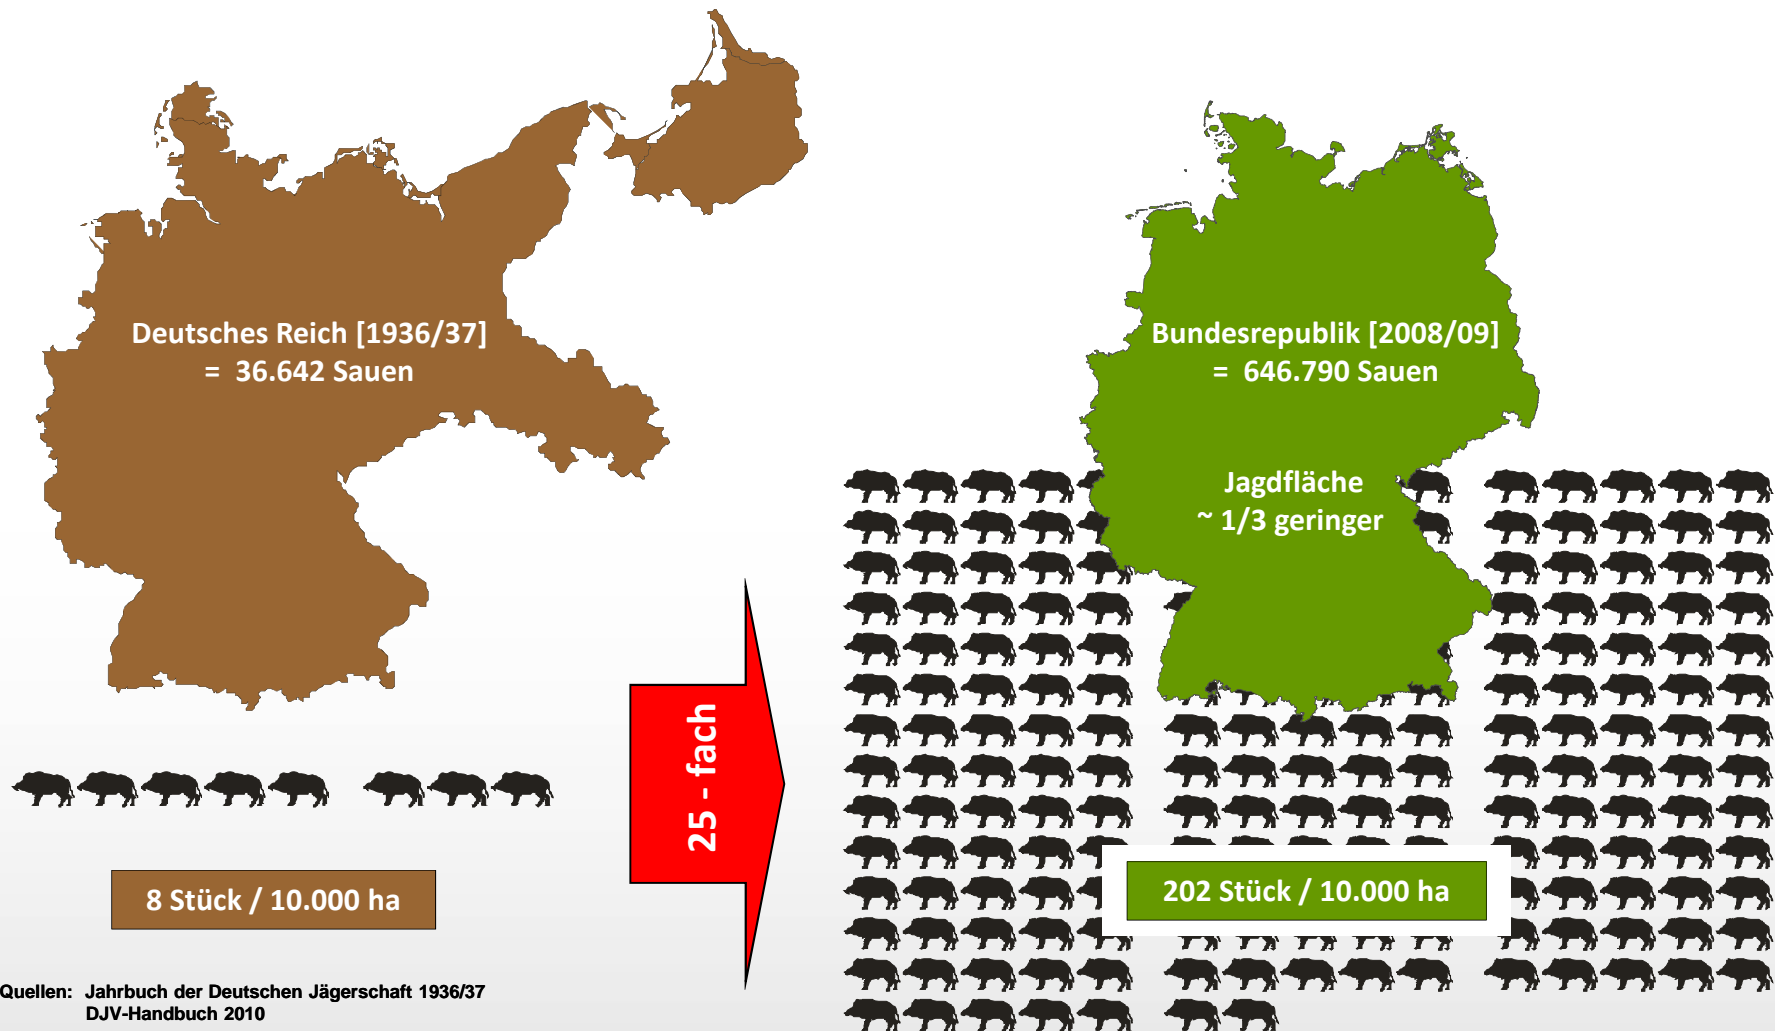 Deutsches Reich [1936/37]
= 36.642 Sauen
8 Stück / 10.000 ha
25 - fach
Bundesrepublik [2008/09]
= 646.790 Sauen
Jagdfläche
~ 1/3 geringer
202 Stück / 10.000 ha
Quellen: Jahrbuch der Deutschen Jägerschaft 1936/37
DJV-Handbuch 2010